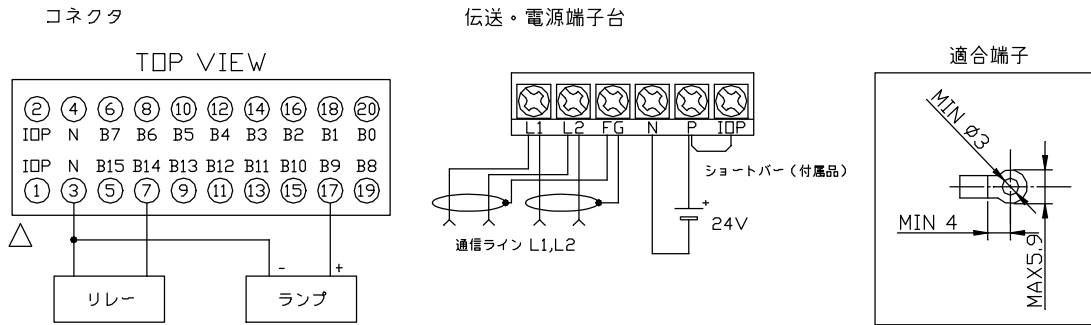 コネクタ
TOP VIEW
2 4 6 8 10 12 14 16 18 20
IOP N B7 B6 B5 B4 B3 B2 B1 B0
IOP N B15 B14 B13 B12 B11 B10 B9 B8
1 3 5 7 9 11 13 15 17 19
- +
リレー ランプ
伝送・電源端子台
L1 L2 FG N P IOP
ショートバー(付属品)
+
24V
通信ライン L1,L2
適合端子
MIN φ3
MIN 4
MAX5.9